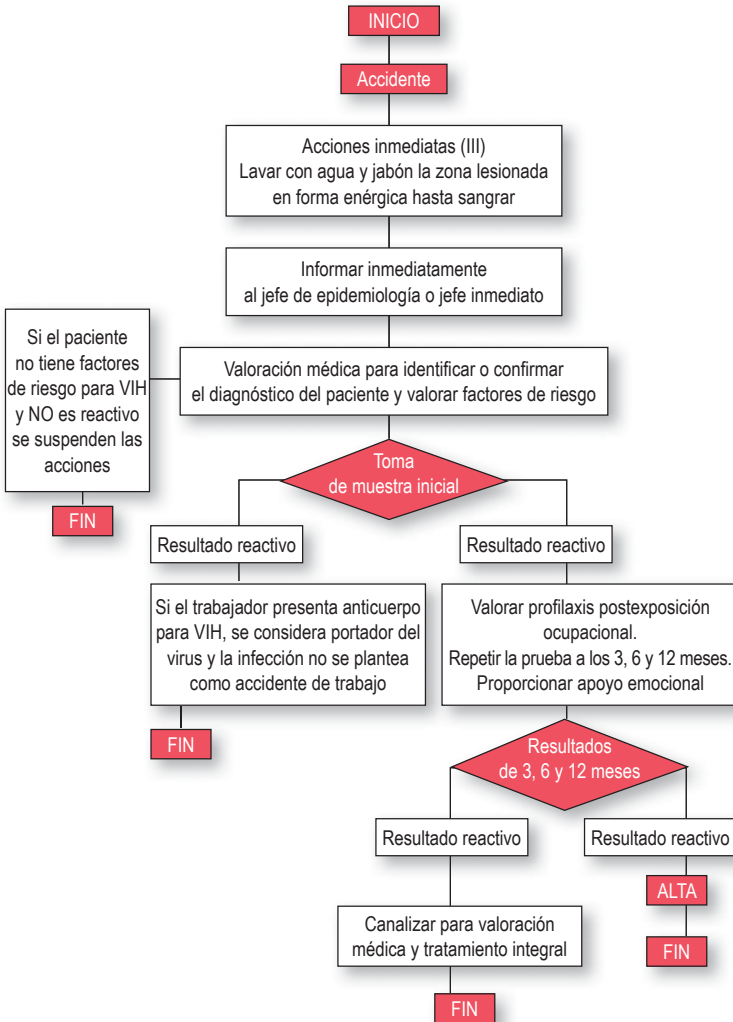 INICIO
Accidente
Acciones inmediatas (III)
Lavar con agua y jabón la zona lesionada
en forma enérgica hasta sangrar
Informar inmediatamente
al jefe de epidemiología o jefe inmediato
Si el paciente
no tiene factores
de riesgo para VIH
y NO es reactivo
se suspenden las
acciones
FIN
Valoración médica para identificar o confirmar
el diagnóstico del paciente y valorar factores de riesgo
Toma
de muestra inicial
Resultado reactivo
Resultado reactivo
Si el trabajador presenta anticuerpo
para VIH, se considera portador del
virus y la infección no se plantea
como accidente de trabajo
FIN
Valorar profilaxis postexposición
ocupacional.
Repetir la prueba a los 3, 6 y 12 meses.
Proporcionar apoyo emocional
Resultados
de 3, 6 y 12 meses
Resultado reactivo
Resultado reactivo
Canalizar para valoración
médica y tratamiento integral
FIN
ALTA
FIN